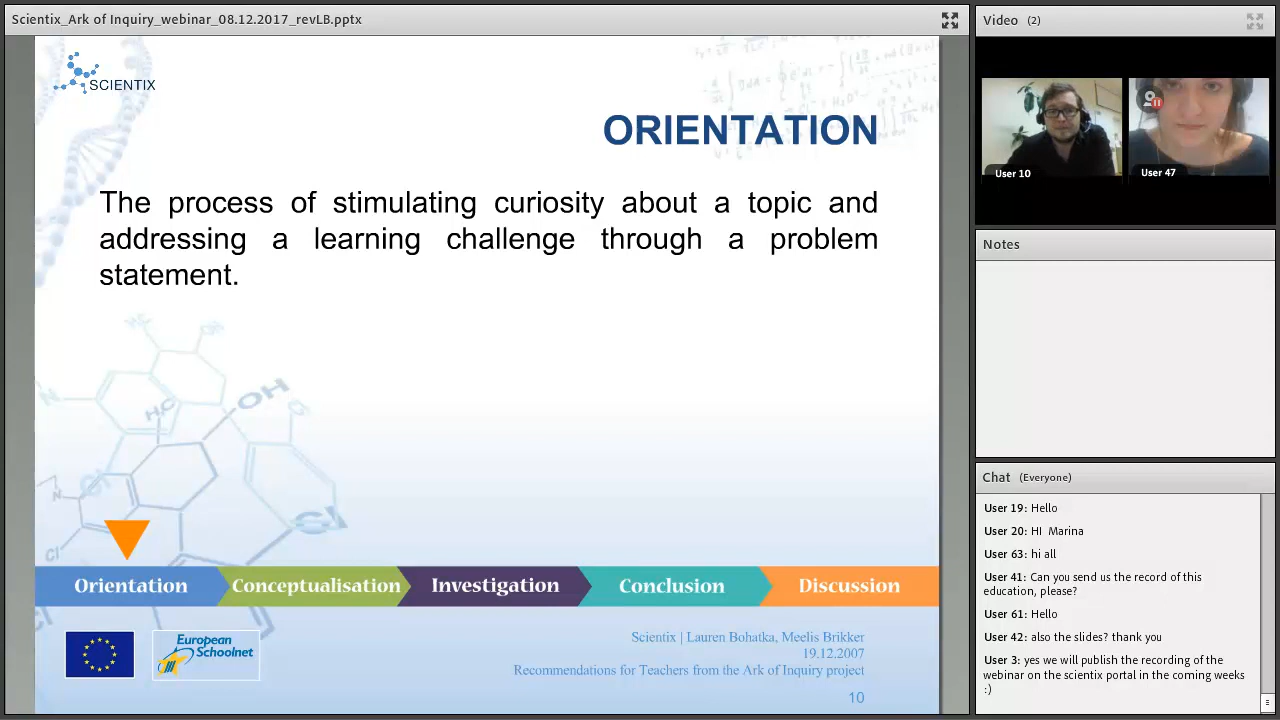 Scientix_Ark of Inquiry_webinar_08.12.2017_revLB.pptx
SCIENTIX
ORIENTATION
The process of stimulating curiosity about a topic and
addressing a learning challenge through a problem
statement.
OH
H₃C
Cl
Cl
Orientation
Conceptualisation
Investigation
Conclusion
Discussion
European
Schoolnet
Scientix | Lauren Bohatka, Meelis Brikker
19.12.2007
Recommendations for Teachers from the Ark of Inquiry project
10
Video (2)
User 10
User 47
Notes
Chat (Everyone)
User 19: Hello
User 20: HI Marina
User 63: hi all
User 41: Can you send us the record of this
education, please?
User 61: Hello
User 42: also the slides? thank you
User 3: yes we will publish the recording of the
webinar on the scientix portal in the coming weeks
:)